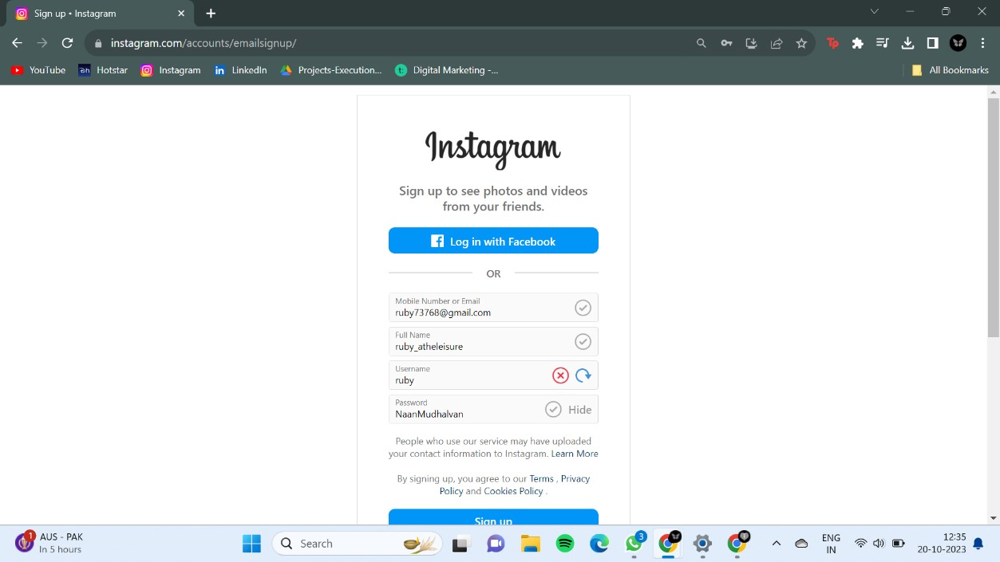 Sign up • Instagram
instagram.com/accounts/emailsignup/
YouTube Hotstar Instagram LinkedIn Projects-Execution... Digital Marketing -... All Bookmarks
Instagram
Sign up to see photos and videos
from your friends.
Log in with Facebook
OR
Mobile Number or Email
ruby73768@gmail.com
Full Name
ruby_atheleisure
Username
ruby
Password
NaanMudhalvan Hide
People who use our service may have uploaded
your contact information to Instagram. Learn More
By signing up, you agree to our Terms , Privacy
Policy and Cookies Policy .
Sign up
1 AUS - PAK
In 5 hours
Search
3
ENG
IN
12:35
20-10-2023